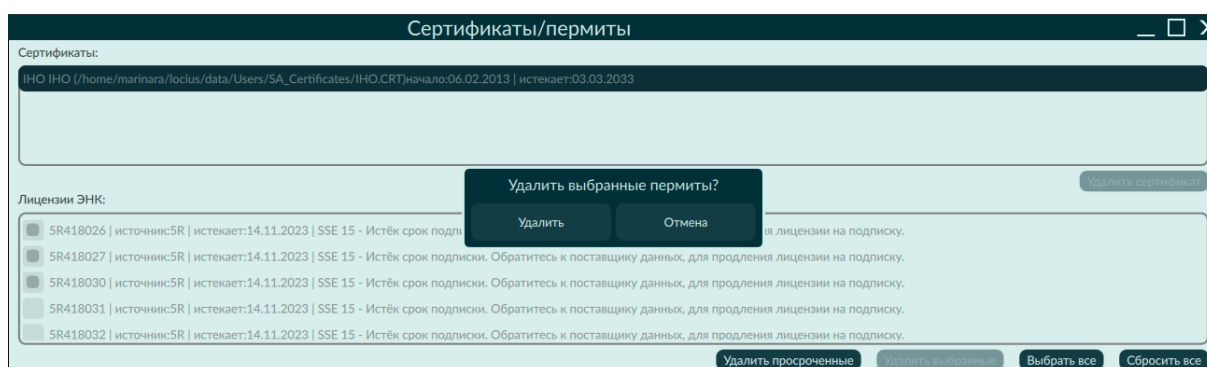 Сертификаты/пермиты
Сертификаты:
IHO IHO (/home/marinara/locius/data/Users/SA_Certificates/IHO.CRT)начало:06.02.2013 | истекает:03.03.2033
Удалить сертификат
Удалить выбранные пермиты?
Удалить Отмена
Лицензии ЭНК:
5R418026 | источник:5R | истекает:14.11.2023 | SSE 15 - Истёк срок подпи лицензии на подписку.
5R418027 | источник:5R | истекает:14.11.2023 | SSE 15 - Истёк срок подписки. Обратитесь к поставщику данных, для продления лицензии на подписку.
5R418030 | источник:5R | истекает:14.11.2023 | SSE 15 - Истёк срок подписки. Обратитесь к поставщику данных, для продления лицензии на подписку.
5R418031 | источник:5R | истекает:14.11.2023 | SSE 15 - Истёк срок подписки. Обратитесь к поставщику данных, для продления лицензии на подписку.
5R418032 | источник:5R | истекает:14.11.2023 | SSE 15 - Истёк срок подписки. Обратитесь к поставщику данных, для продления лицензии на подписку.
Удалить просроченные Удалить выбранные Выбрать все Сбросить все